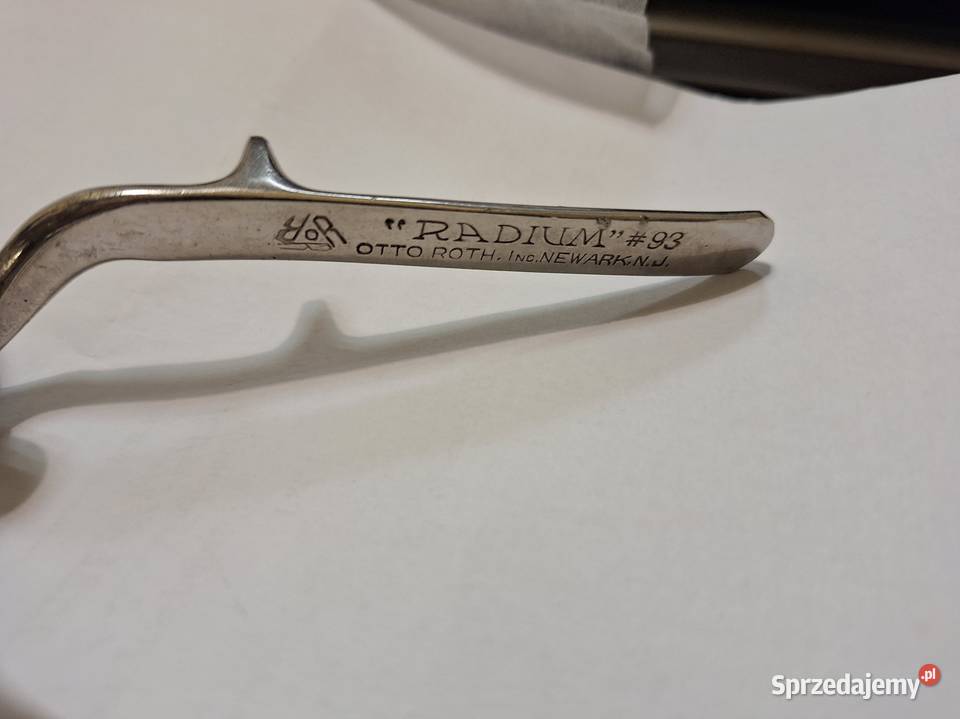 "RADIUM" #93
OTTO ROTH. INC. NEWARK. N.J.
Sprzedajemy.pl